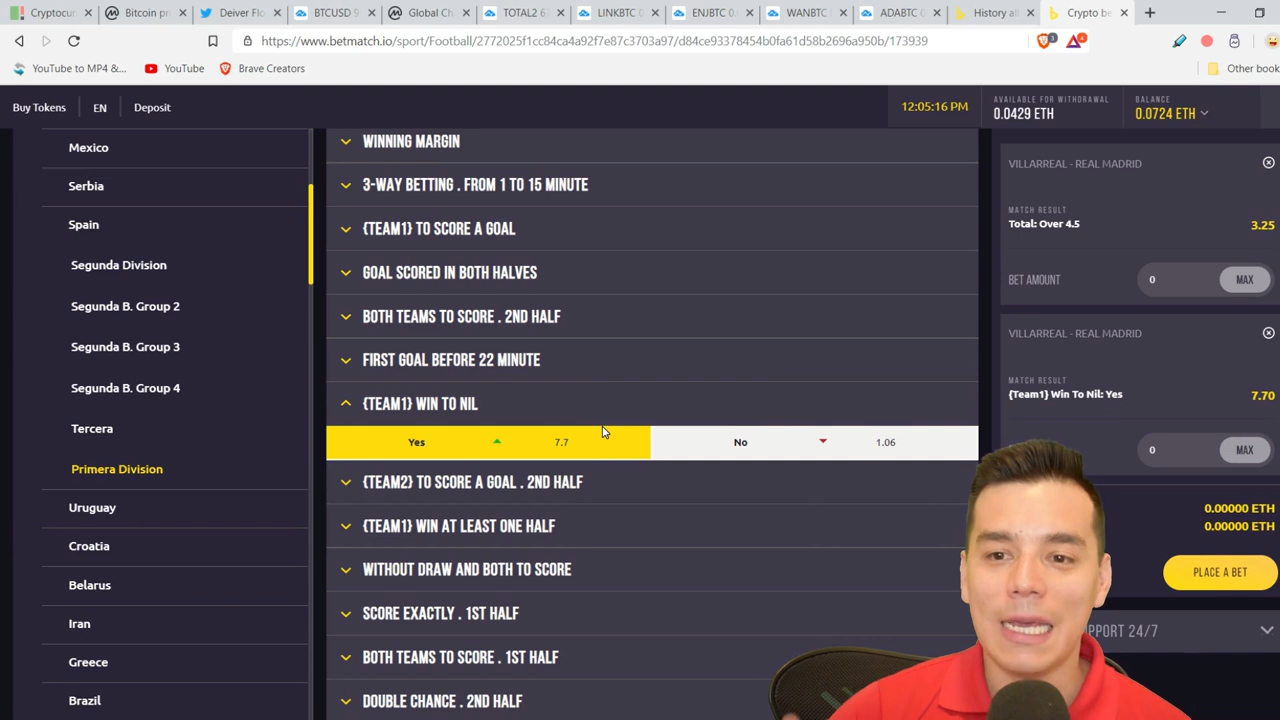 Cryptocur
Bitcoin pr
Deiver Flo
BTCUSD 9
Global Ch
TOTAL2 67
LINKBTC 0
ENJBTC 0
WANBTC
ADABTC 0
History all
Crypto be
https://www.betmatch.io/sport/Football/2772025f1cc84ca4a92f7e87c3703a97/d84ce93378454b0fa61d58b2696a950b/173939
3
4
YouTube to MP4 &...
YouTube
Brave Creators
Other book
Buy Tokens
EN
Deposit
12:05:16 PM
AVAILABLE FOR WITHDRAWAL
0.0429 ETH
BALANCE
0.0724 ETH
Mexico
Serbia
Spain
Segunda Division
Segunda B. Group 2
Segunda B. Group 3
Segunda B. Group 4
Tercera
Primera Division
Uruguay
Croatia
Belarus
Iran
Greece
Brazil
WINNING MARGIN
3-WAY BETTING . FROM 1 TO 15 MINUTE
{TEAM1} TO SCORE A GOAL
GOAL SCORED IN BOTH HALVES
BOTH TEAMS TO SCORE . 2ND HALF
FIRST GOAL BEFORE 22 MINUTE
{TEAM1} WIN TO NIL
Yes 7.7 No 1.06
{TEAM2} TO SCORE A GOAL . 2ND HALF
{TEAM1} WIN AT LEAST ONE HALF
WITHOUT DRAW AND BOTH TO SCORE
SCORE EXACTLY . 1ST HALF
BOTH TEAMS TO SCORE . 1ST HALF
DOUBLE CHANCE . 2ND HALF
VILLARREAL - REAL MADRID
MATCH RESULT
Total: Over 4.5 3.25
BET AMOUNT 0 MAX
VILLARREAL - REAL MADRID
MATCH RESULT
{Team1} Win To Nil: Yes 7.70
0 MAX
0.00000 ETH
0.00000 ETH
PLACE A BET
PPORT 24/7